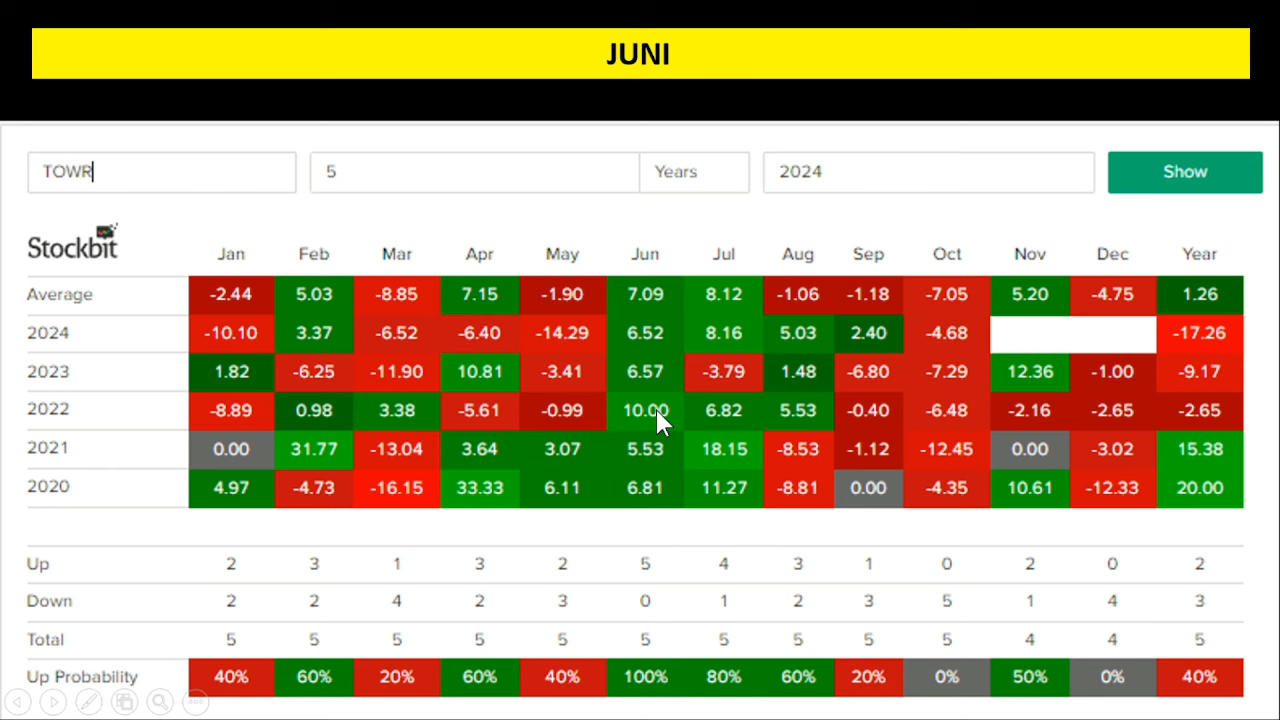 JUNI
TOWR 5 Years 2024 Show
Stockbit Jan Feb Mar Apr May Jun Jul Aug Sep Oct Nov Dec Year
Average -2.44 5.03 -8.85 7.15 -1.90 7.09 8.12 -1.06 -1.18 -7.05 5.20 -4.75 1.26
2024 -10.10 3.37 -6.52 -6.40 -14.29 6.52 8.16 5.03 2.40 -4.68 -17.26
2023 1.82 -6.25 -11.90 10.81 -3.41 6.57 -3.79 1.48 -6.80 -7.29 12.36 -1.00 -9.17
2022 -8.89 0.98 3.38 -5.61 -0.99 10.00 6.82 5.53 -0.40 -6.48 -2.16 -2.65 -2.65
2021 0.00 31.77 -13.04 3.64 3.07 5.53 18.15 -8.53 -1.12 -12.45 0.00 -3.02 15.38
2020 4.97 -4.73 -16.15 33.33 6.11 6.81 11.27 -8.81 0.00 -4.35 10.61 -12.33 20.00
Up 2 3 1 3 2 5 4 3 1 0 2 0 2
Down 2 2 4 2 3 0 1 2 3 5 1 4 3
Total 5 5 5 5 5 5 5 5 5 5 4 4 5
Up Probability 40% 60% 20% 60% 40% 100% 80% 60% 20% 0% 50% 0% 40%